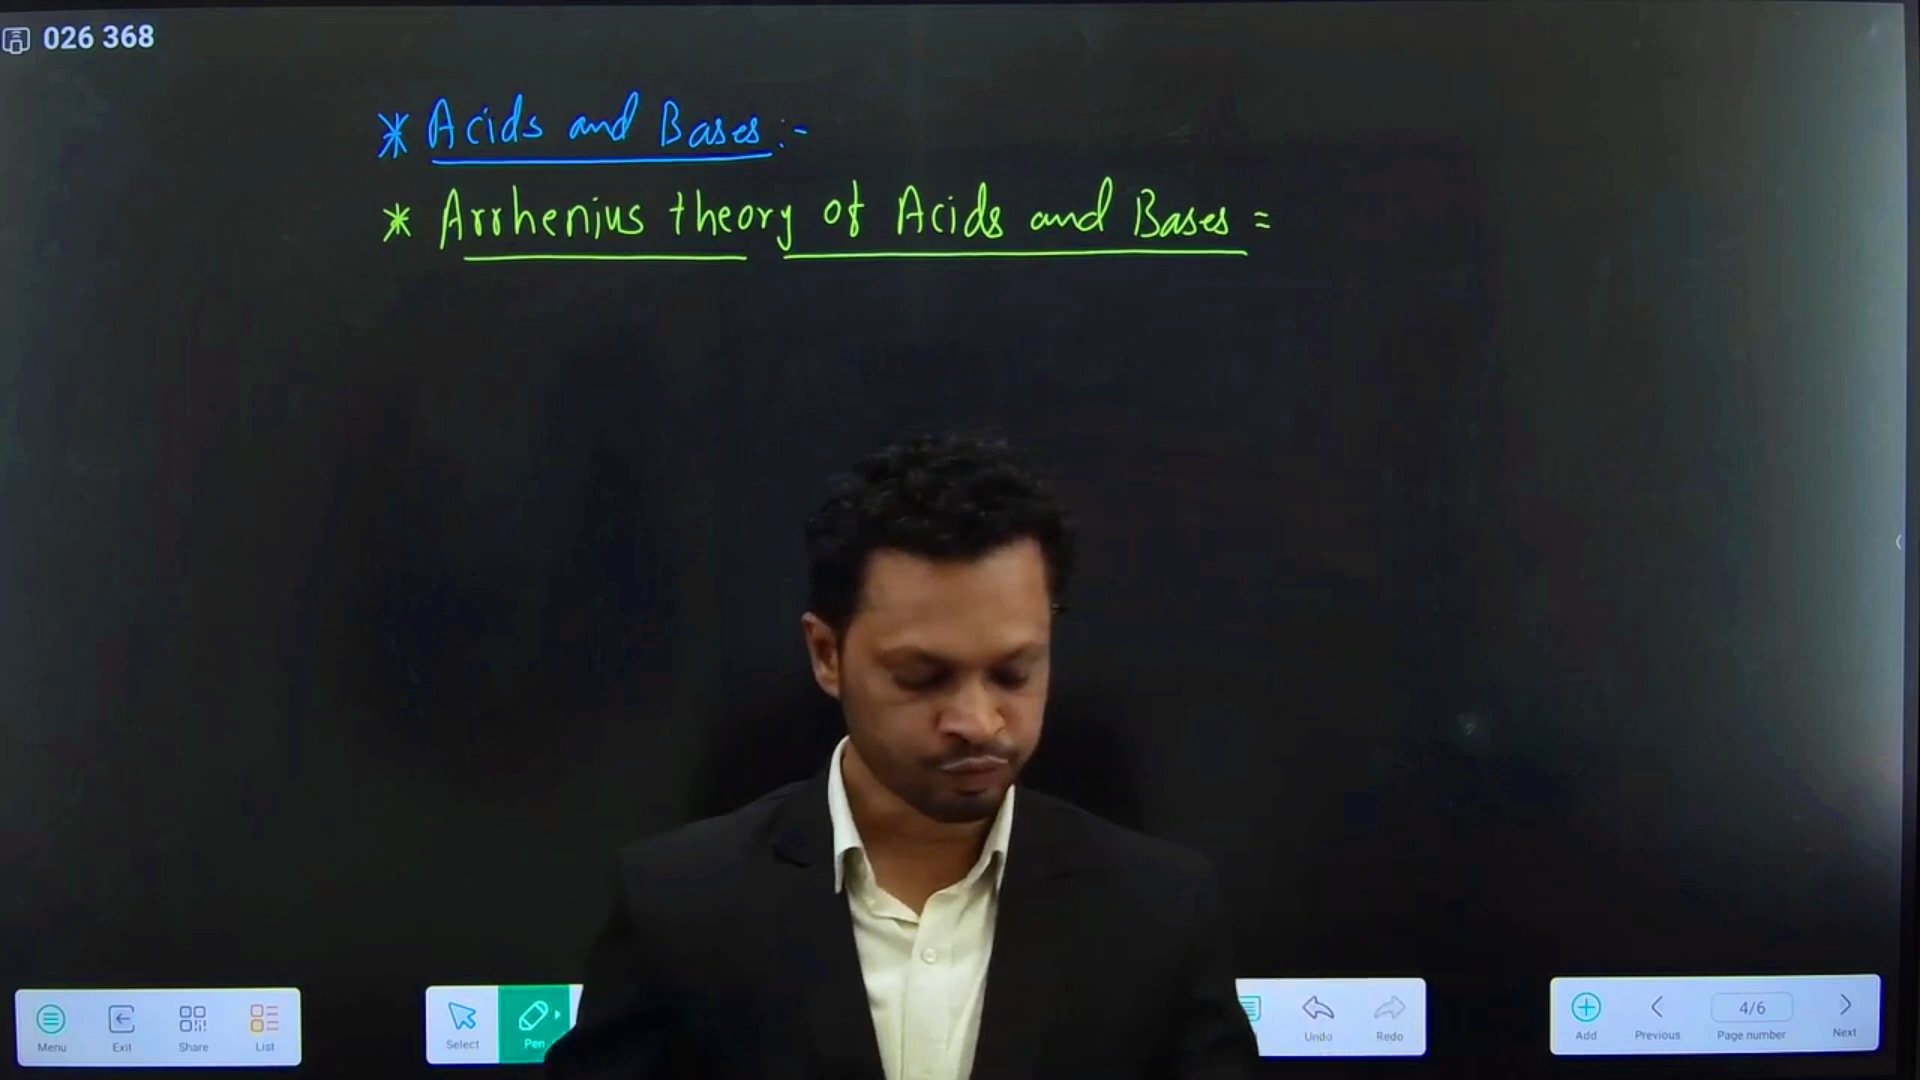 026 368
* Acids and Bases :-
* Arrhenius theory of Acids and Bases =
Menu Exit Share List Select Pen Undo Redo Add Previous 4/6 Page number Next